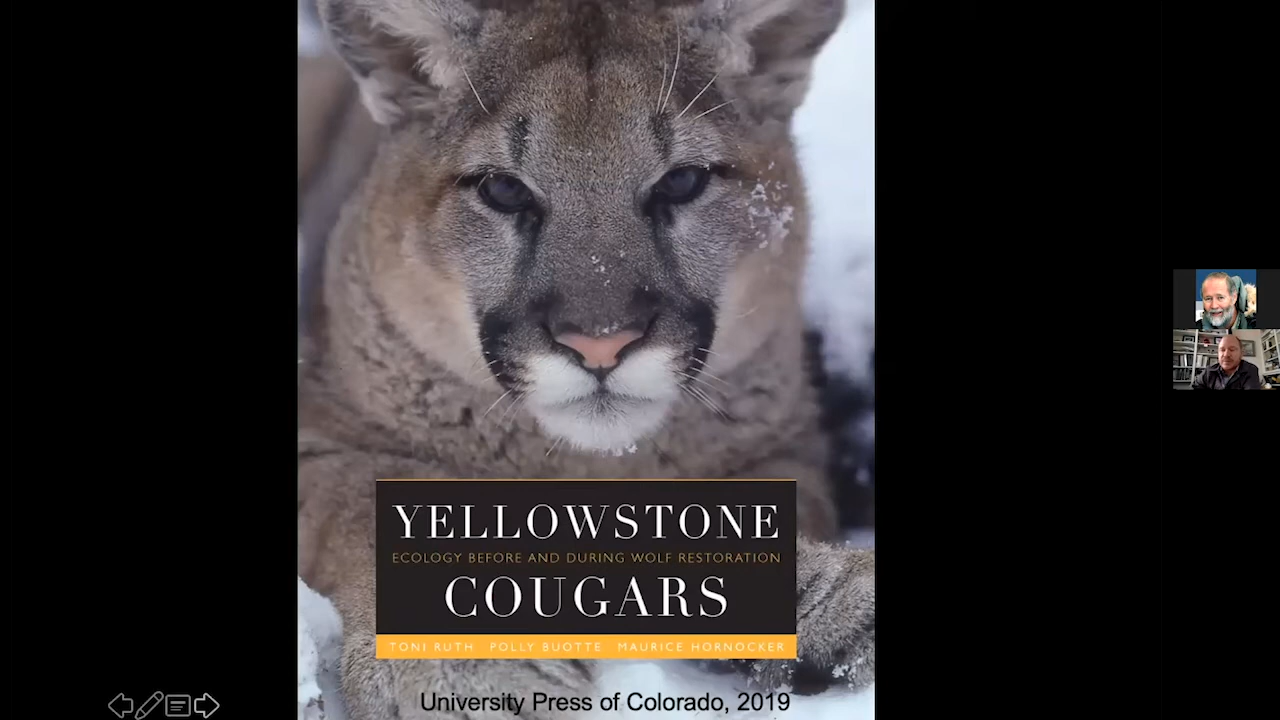 YELLOWSTONE
ECOLOGY BEFORE AND DURING WOLF RESTORATION
COUGARS
TONI RUTH POLLY BUOTTE MAURICE HORNOCKER
University Press of Colorado, 2019